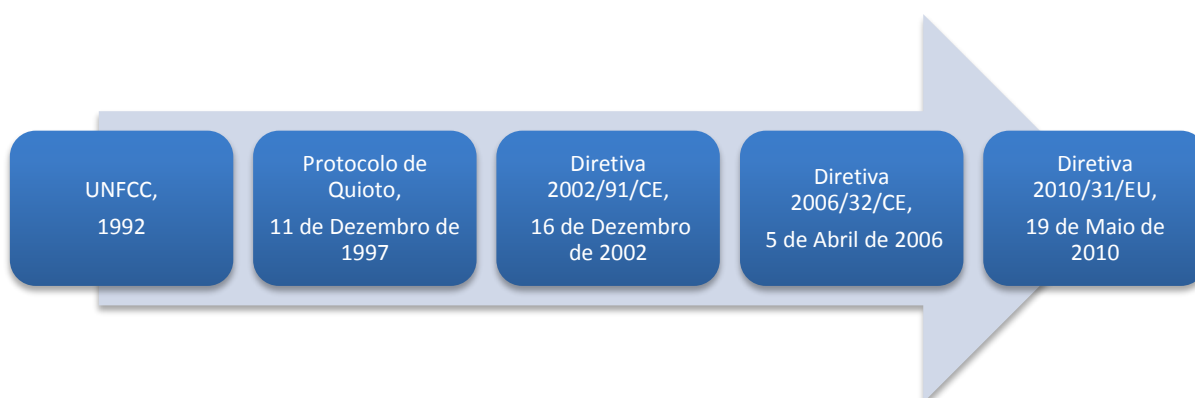 UNFCC,
1992
Protocolo de
Quioto,
11 de Dezembro de
1997
Diretiva
2002/91/CE,
16 de Dezembro
de 2002
Diretiva
2006/32/CE,
5 de Abril de 2006
Diretiva
2010/31/EU,
19 de Maio de
2010